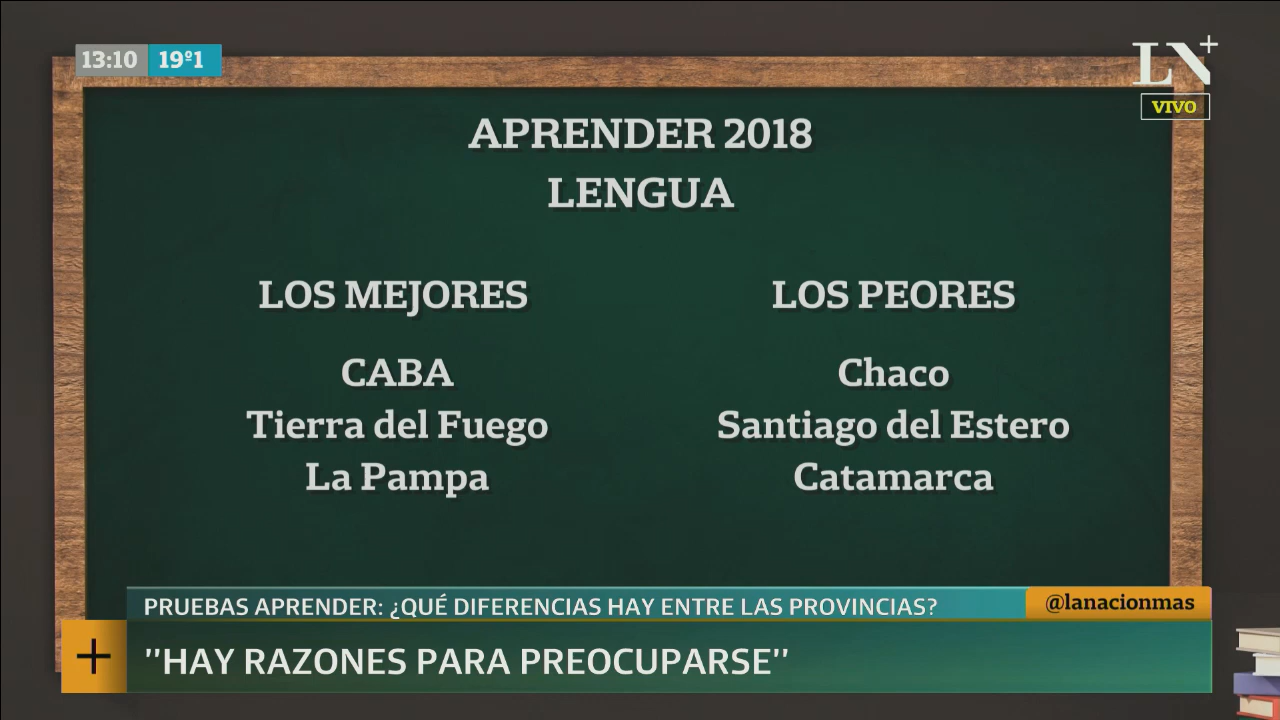 13:10 19º1
LN+
VIVO
APRENDER 2018
LENGUA
LOS MEJORES
CABA
Tierra del Fuego
La Pampa
LOS PEORES
Chaco
Santiago del Estero
Catamarca
PRUEBAS APRENDER: ¿QUÉ DIFERENCIAS HAY ENTRE LAS PROVINCIAS?
@lanacionmas
+ "HAY RAZONES PARA PREOCUPARSE"